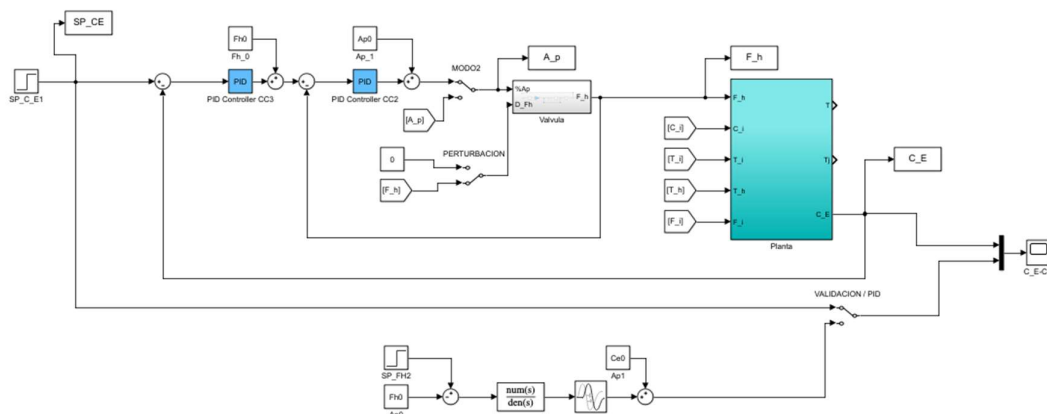 SP_CE
SP_C_E1
Fh0
Fh_0
PID
PID Controller CC3
Ap0
Ap_1
PID
PID Controller CC2
MODO2
[A_p]
A_p
%Ap
D_Fh
F_h
Valvula
PERTURBACION
0
[F_h]
F_h
[C_i]
[T_i]
[T_h]
[F_i]
F_h
C_i
T_i
T_h
F_i
T
Tj
C_E
Planta
C_E
VALIDACION / PID
SP_FH2
Fh0
num(s)
den(s)
Ce0
Ap1